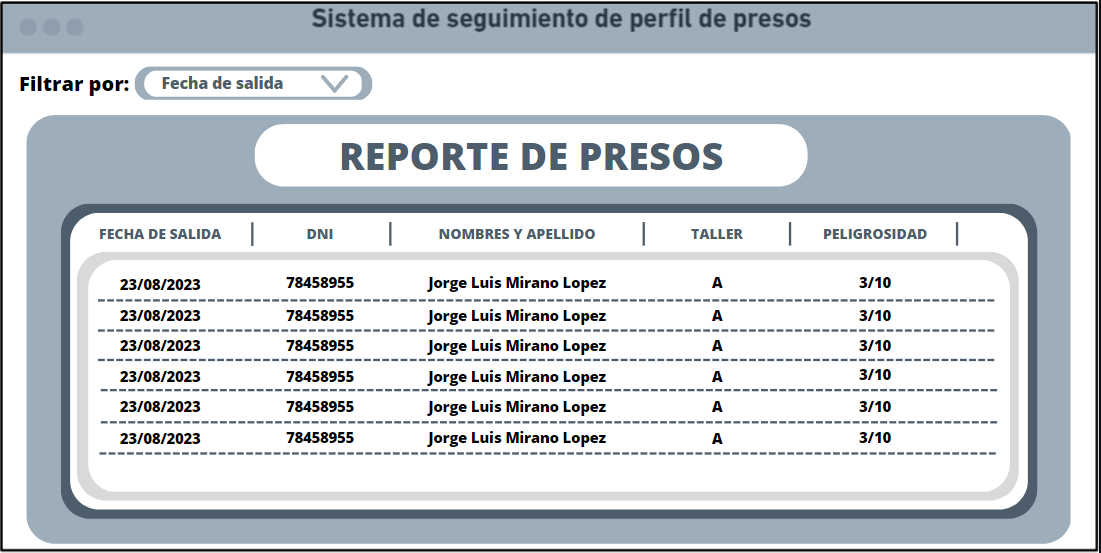 Sistema de seguimiento de perfil de presos
Filtrar por: Fecha de salida
REPORTE DE PRESOS
FECHA DE SALIDA | DNI | NOMBRES Y APELLIDO | TALLER | PELIGROSIDAD |
23/08/2023 78458955 Jorge Luis Mirano Lopez A 3/10
23/08/2023 78458955 Jorge Luis Mirano Lopez A 3/10
23/08/2023 78458955 Jorge Luis Mirano Lopez A 3/10
23/08/2023 78458955 Jorge Luis Mirano Lopez A 3/10
23/08/2023 78458955 Jorge Luis Mirano Lopez A 3/10
23/08/2023 78458955 Jorge Luis Mirano Lopez A 3/10